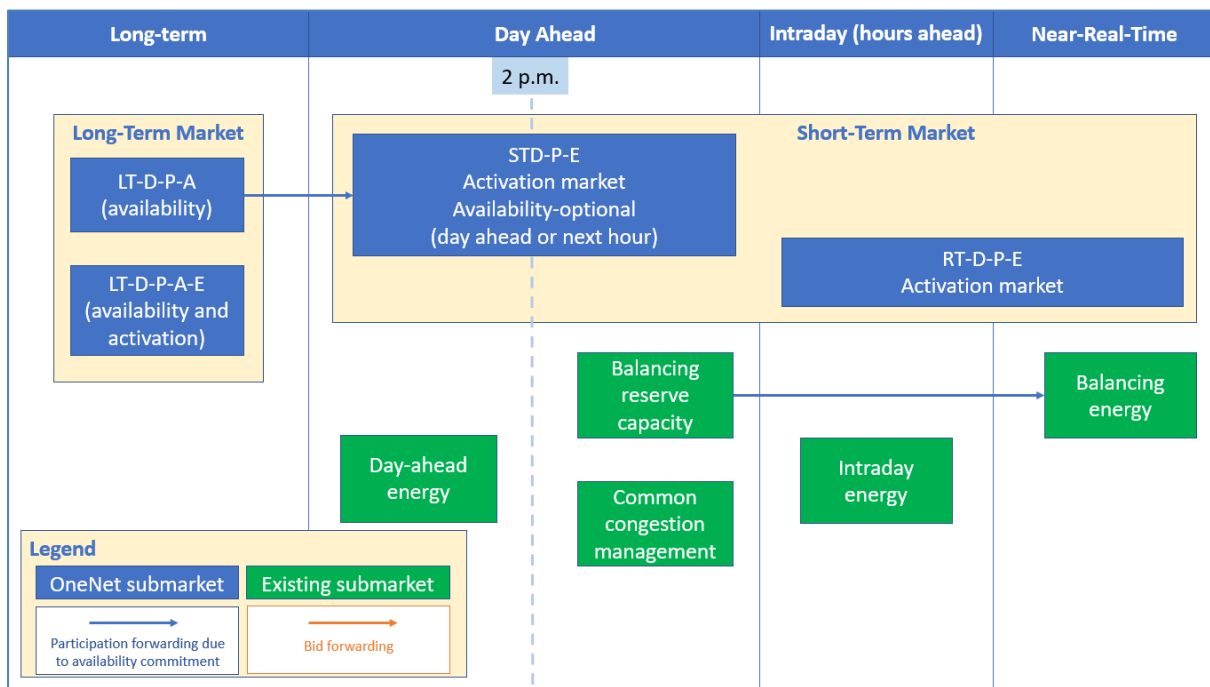 Long-term
Day Ahead
Intraday (hours ahead)
Near-Real-Time
2 p.m.
Long-Term Market
Short-Term Market
LT-D-P-A
(availability)
STD-P-E
Activation market
Availability-optional
(day ahead or next hour)
LT-D-P-A-E
(availability and
activation)
RT-D-P-E
Activation market
Balancing
reserve
capacity
Balancing
energy
Day-ahead
energy
Intraday
energy
Common
congestion
management
Legend
OneNet submarket
Existing submarket
Participation forwarding due
to availability commitment
Bid forwarding